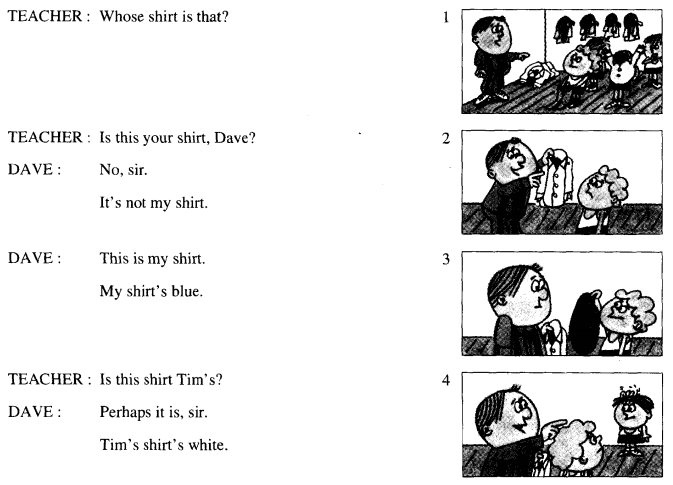 TEACHER : Whose shirt is that? 1
TEACHER : Is this your shirt, Dave? 2
DAVE : No, sir.
It's not my shirt.
DAVE : This is my shirt. 3
My shirt's blue.
TEACHER : Is this shirt Tim's? 4
DAVE : Perhaps it is, sir.
Tim's shirt's white.